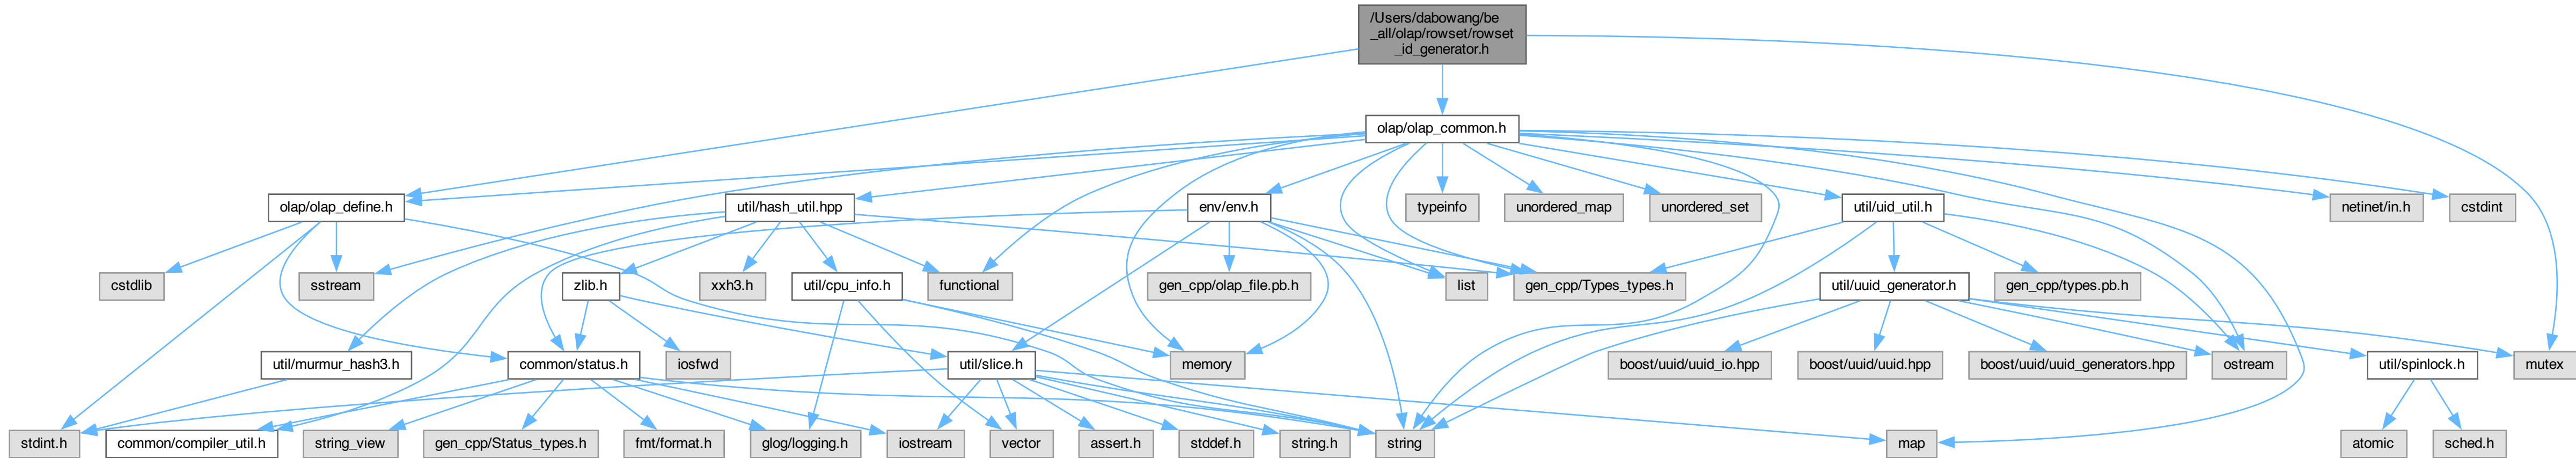 /Users/dabowang/be
_all/olap/rowset/rowset
_id_generator.h
olap/olap_common.h
olap/olap_define.h
util/hash_util.hpp
env/env.h
typeinfo
unordered_map
unordered_set
util/uid_util.h
netinet/in.h
cstdint
cstdlib
sstream
zlib.h
xxh3.h
util/cpu_info.h
functional
gen_cpp/olap_file.pb.h
list
gen_cpp/Types_types.h
util/uuid_generator.h
gen_cpp/types.pb.h
util/murmur_hash3.h
common/status.h
iosfwd
util/slice.h
memory
boost/uuid/uuid_io.hpp
boost/uuid/uuid.hpp
boost/uuid/uuid_generators.hpp
ostream
util/spinlock.h
mutex
stdint.h
common/compiler_util.h
string_view
gen_cpp/Status_types.h
fmt/format.h
glog/logging.h
iostream
vector
assert.h
stddef.h
string.h
string
map
atomic
sched.h